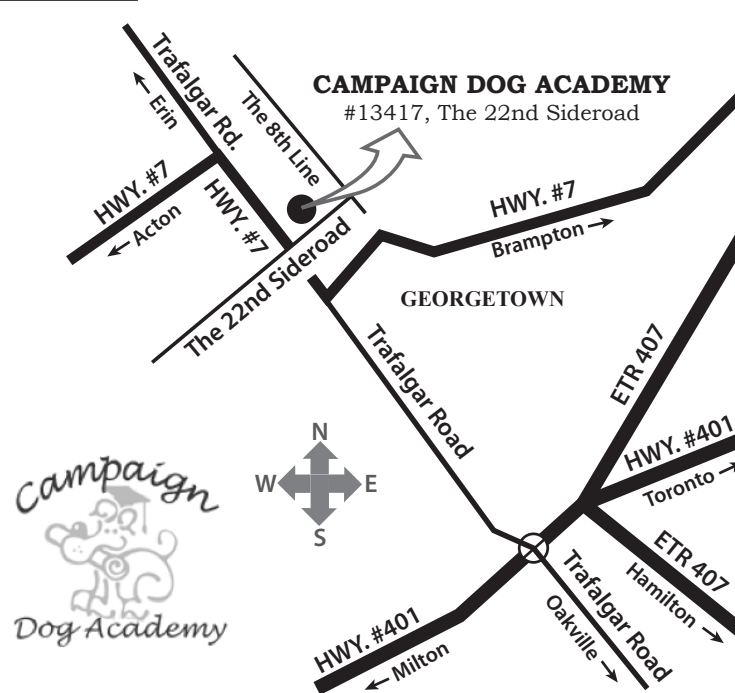 CAMPAIGN DOG ACADEMY
#13417, The 22nd Sideroad
Trafalgar Rd.
← Erin
The 8th Line
HWY. #7
← Acton
HWY. #7
HWY. #7
Brampton →
The 22nd Sideroad
GEORGETOWN
Trafalgar Road
ETR 407
HWY. #401
Toronto →
N
W E
S
Campaign
Dog Academy
ETR 407
Hamilton →
Trafalgar Road
Oakville →
HWY. #401
← Milton